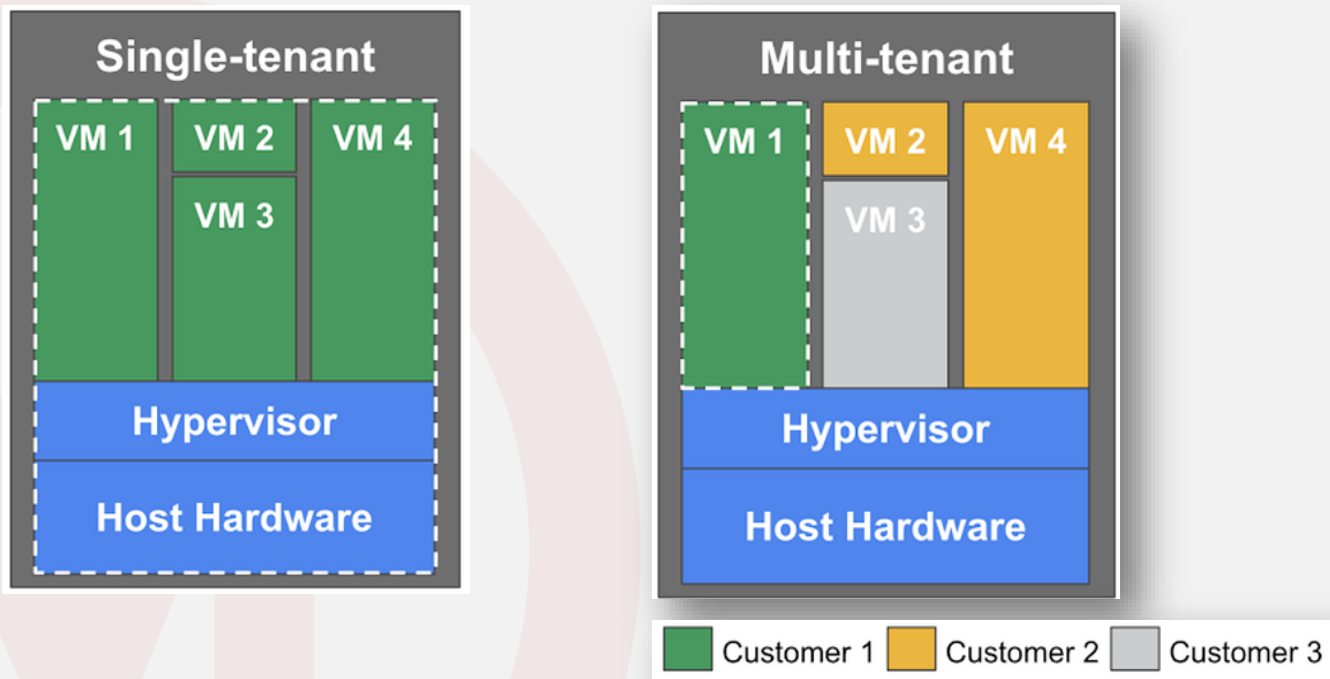 Single-tenant
VM 1 VM 2 VM 4
VM 3
Hypervisor
Host Hardware
Multi-tenant
VM 1 VM 2 VM 4
VM 3
Hypervisor
Host Hardware
Customer 1 Customer 2 Customer 3